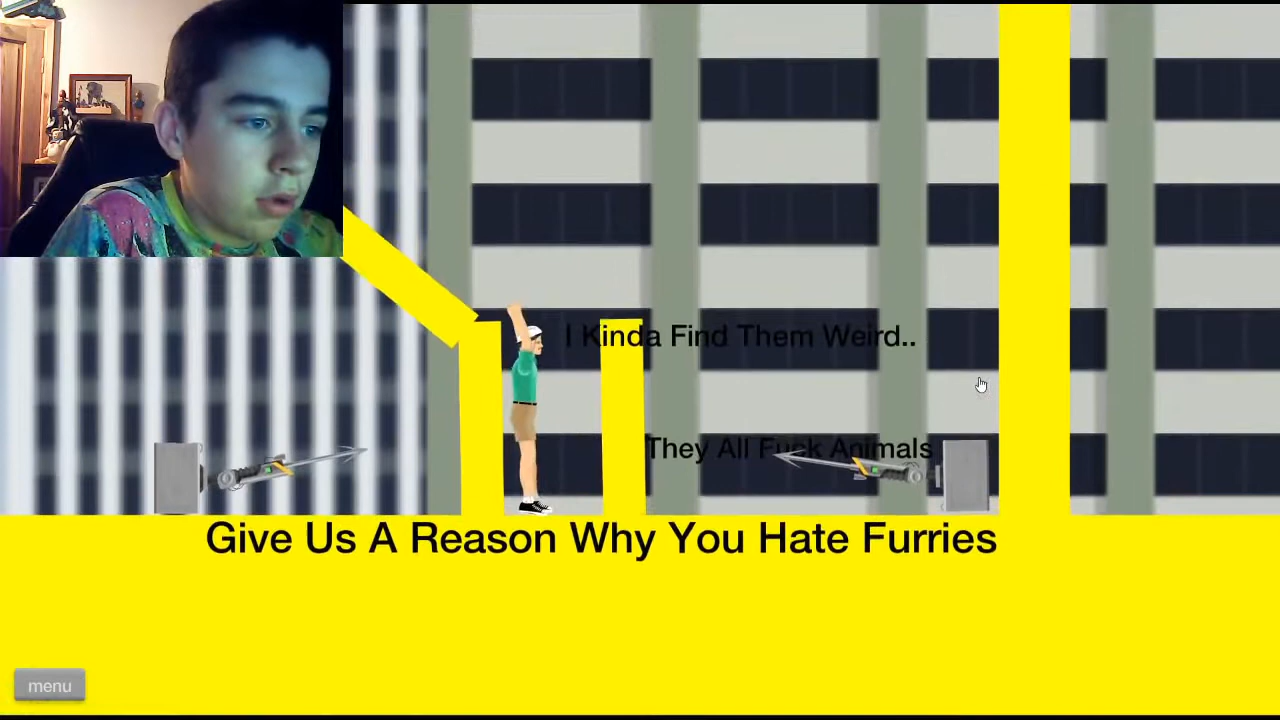 I Kinda Find Them Weird..
They All Fuck Animals
Give Us A Reason Why You Hate Furries
menu